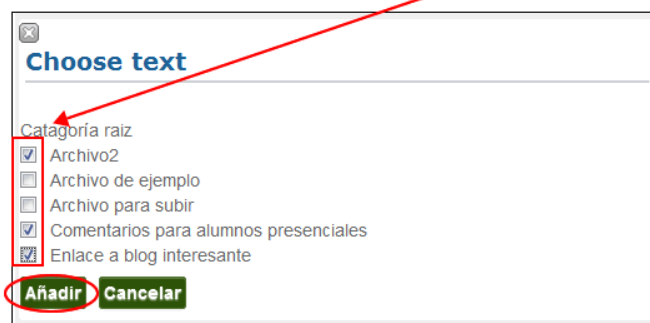 Choose text
Catagoría raiz
Archivo2
Archivo de ejemplo
Archivo para subir
Comentarios para alumnos presenciales
Enlace a blog interesante
Añadir Cancelar